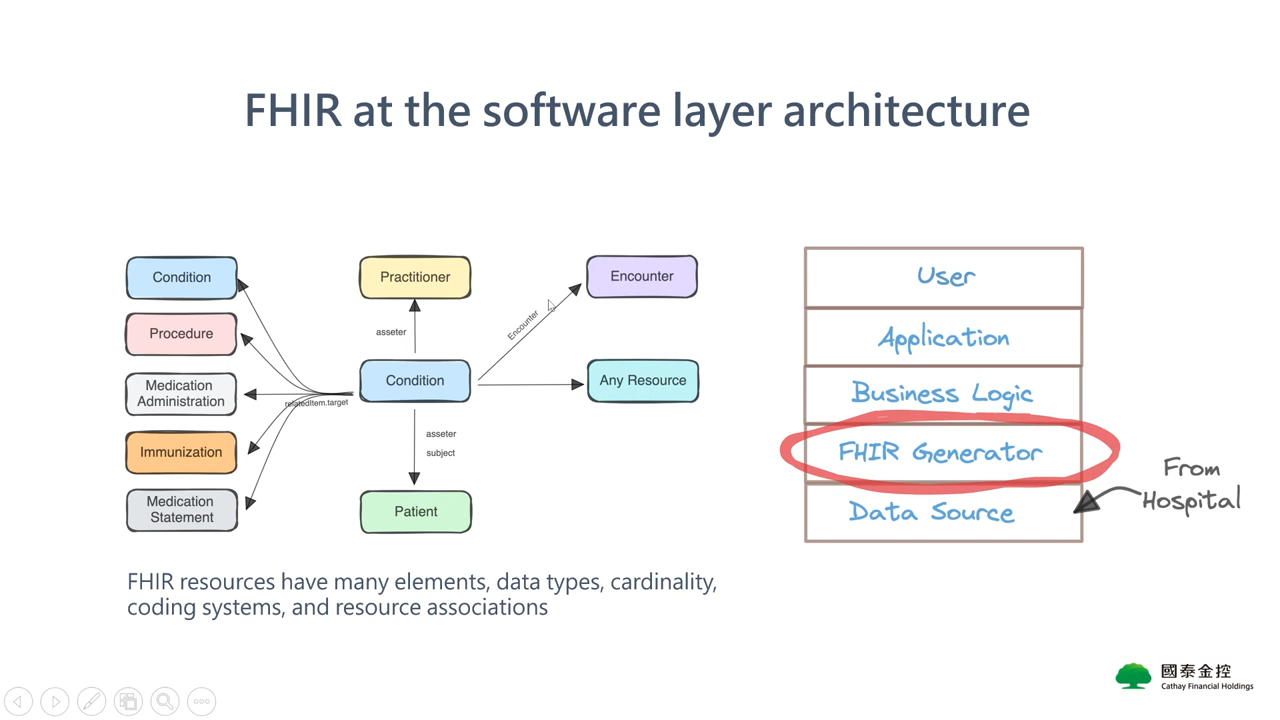 FHIR at the software layer architecture
Condition
Procedure
Medication
Administration
Immunization
Medication
Statement
relatedItem.target
Practitioner
asseter
Condition
asseter
subject
Patient
Encounter
Encounter
Any Resource
FHIR resources have many elements, data types, cardinality,
coding systems, and resource associations
User
Application
Business Logic
FHIR Generator
Data Source
From
Hospital
國泰金控
Cathay Financial Holdings